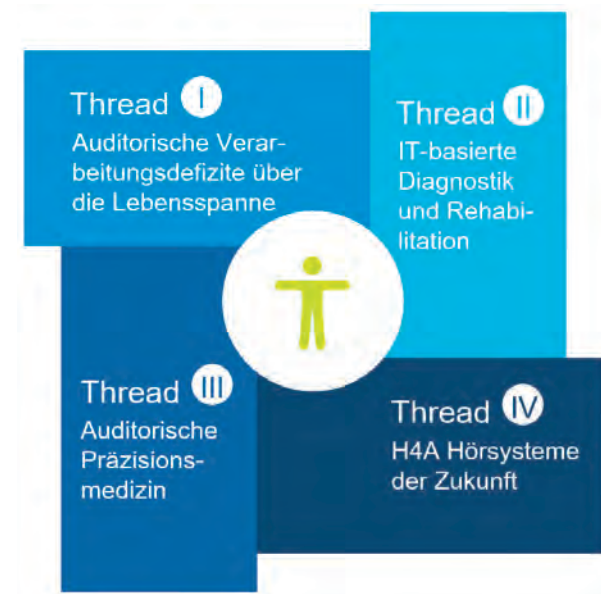 Thread I
Auditorische Verar-
beitungsdefizite über
die Lebensspanne
Thread II
IT-basierte
Diagnostik
und Rehabi-
litation
Thread III
Auditorische
Präzisions-
medizin
Thread IV
H4A Hörsysteme
der Zukunft